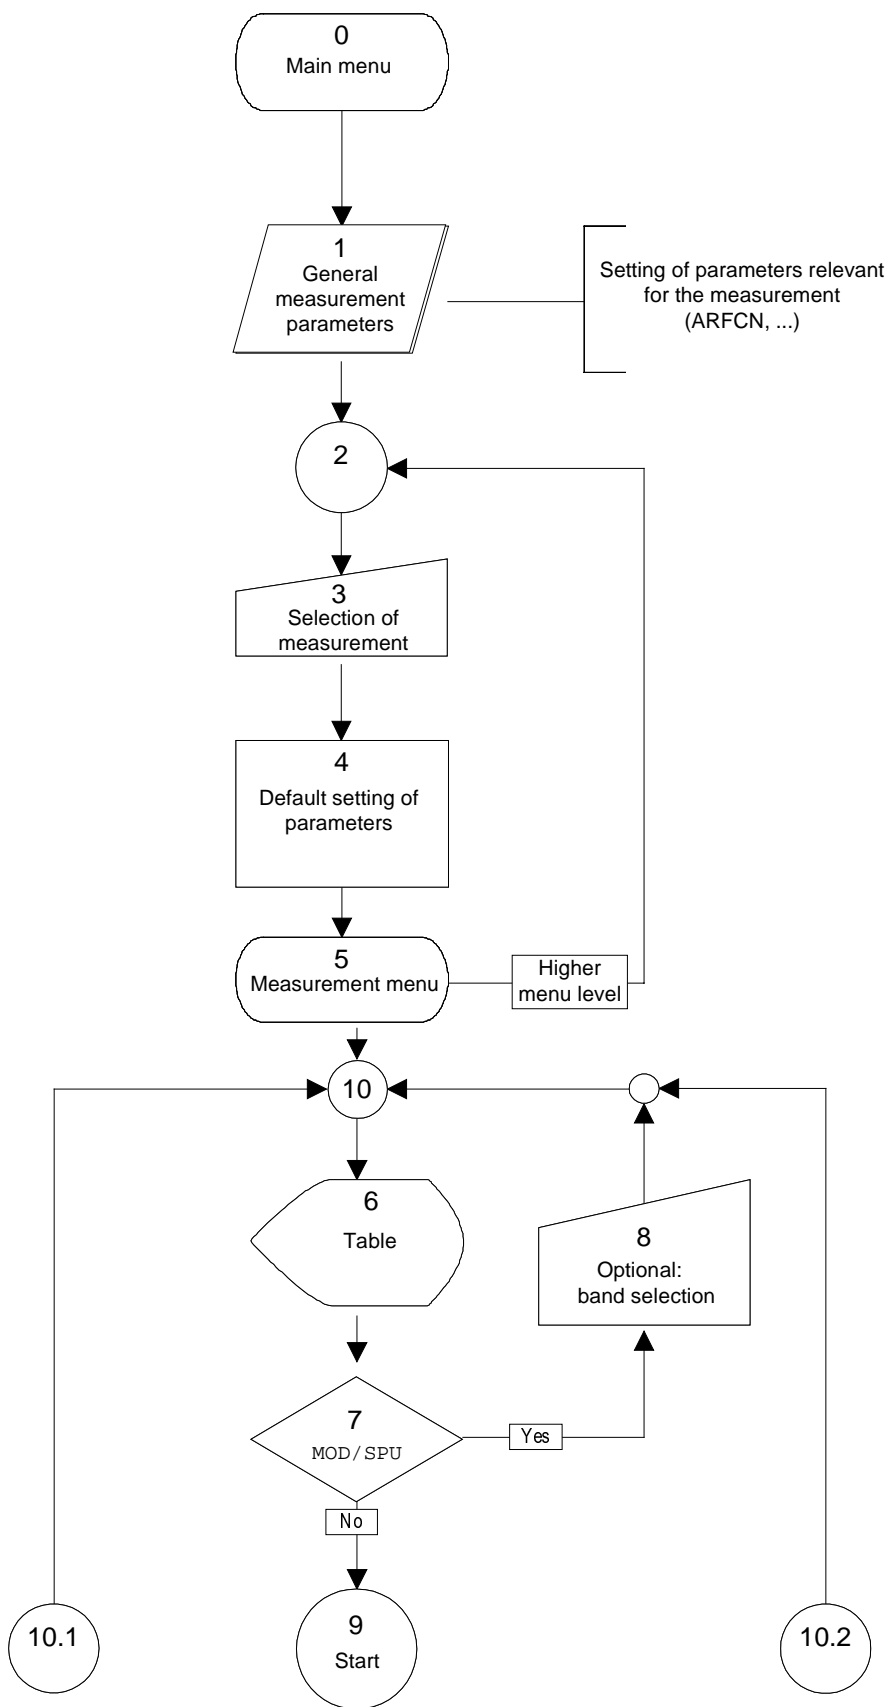 0
Main menu
1
General
measurement
parameters
Setting of parameters relevant
for the measurement
(ARFCN, ...)
2
3
Selection of
measurement
4
Default setting of
parameters
5
Measurement menu
Higher
menu level
10
6
Table
8
Optional:
band selection
7
MOD/SPU
Yes
No
10.1
9
Start
10.2